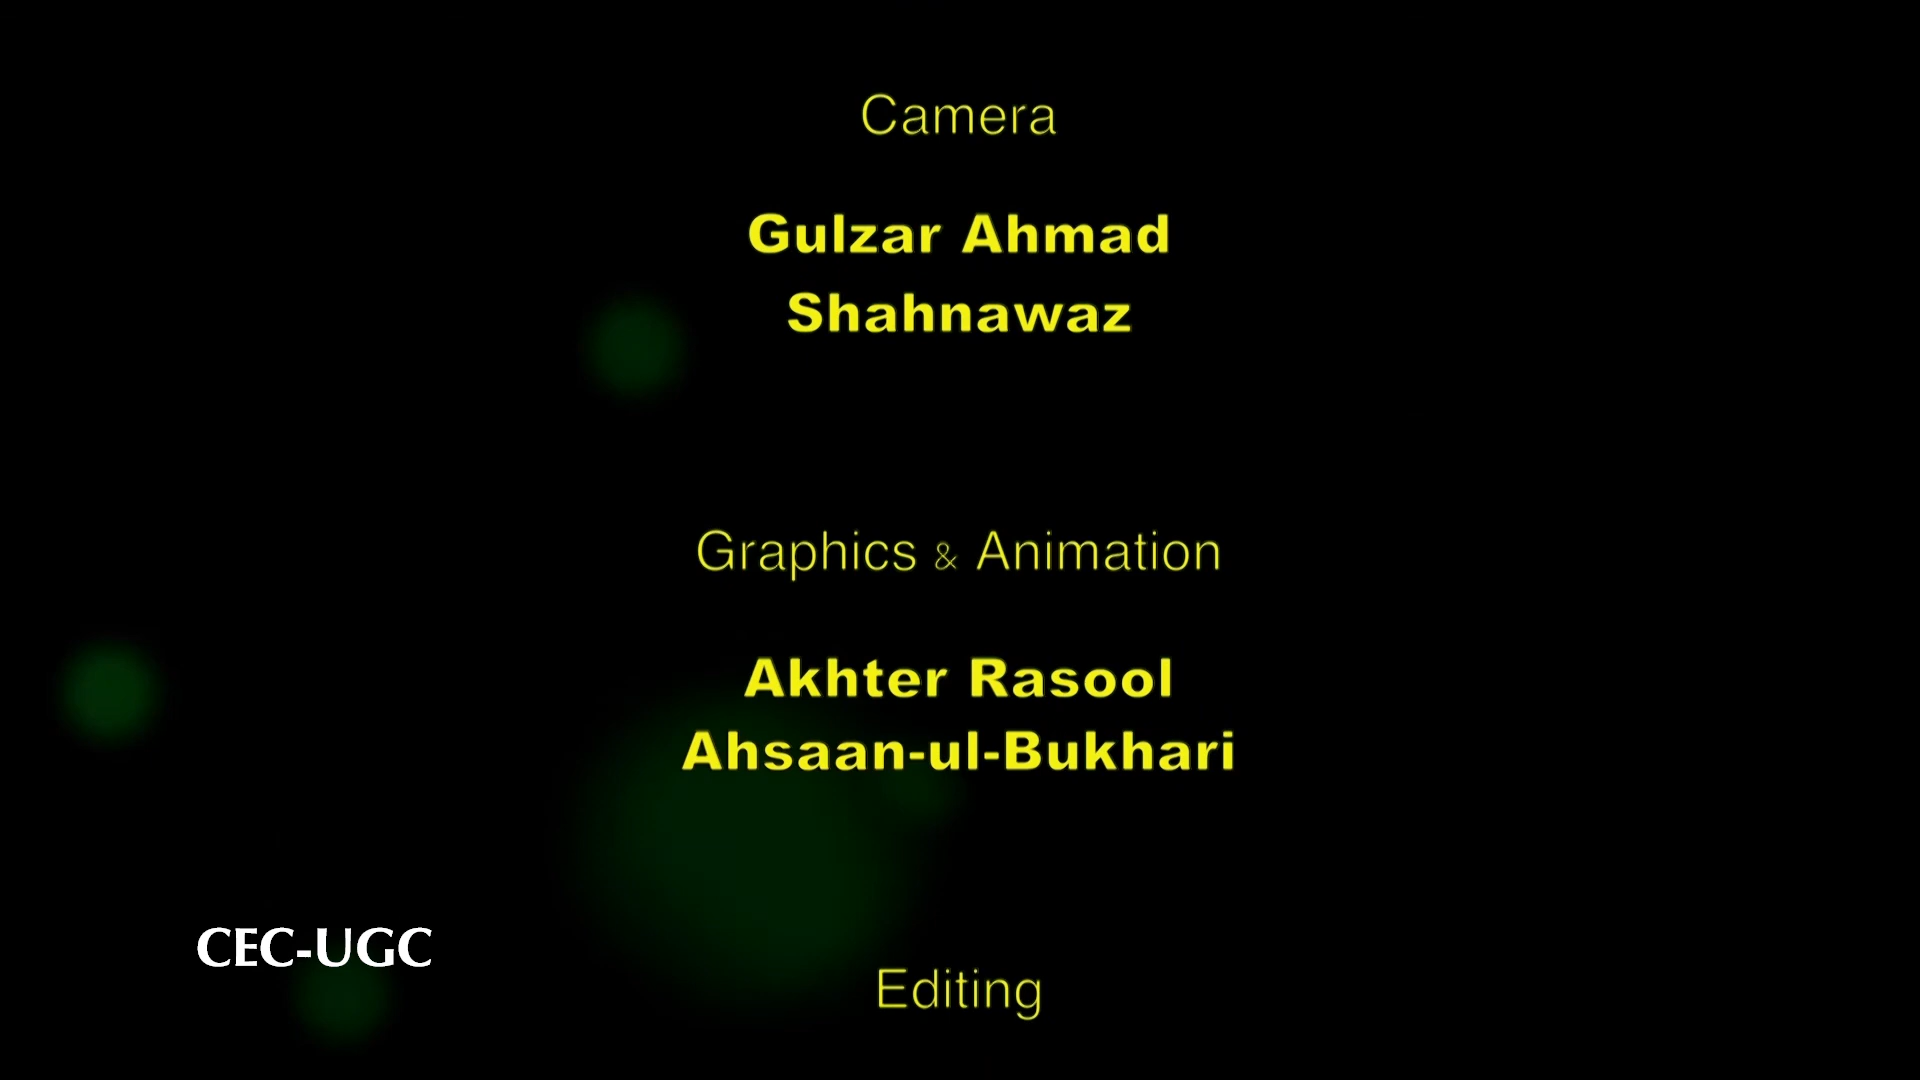 Camera
Gulzar Ahmad
Shahnawaz
Graphics & Animation
Akhter Rasool
Ahsaan-ul-Bukhari
CEC-UGC
Editing